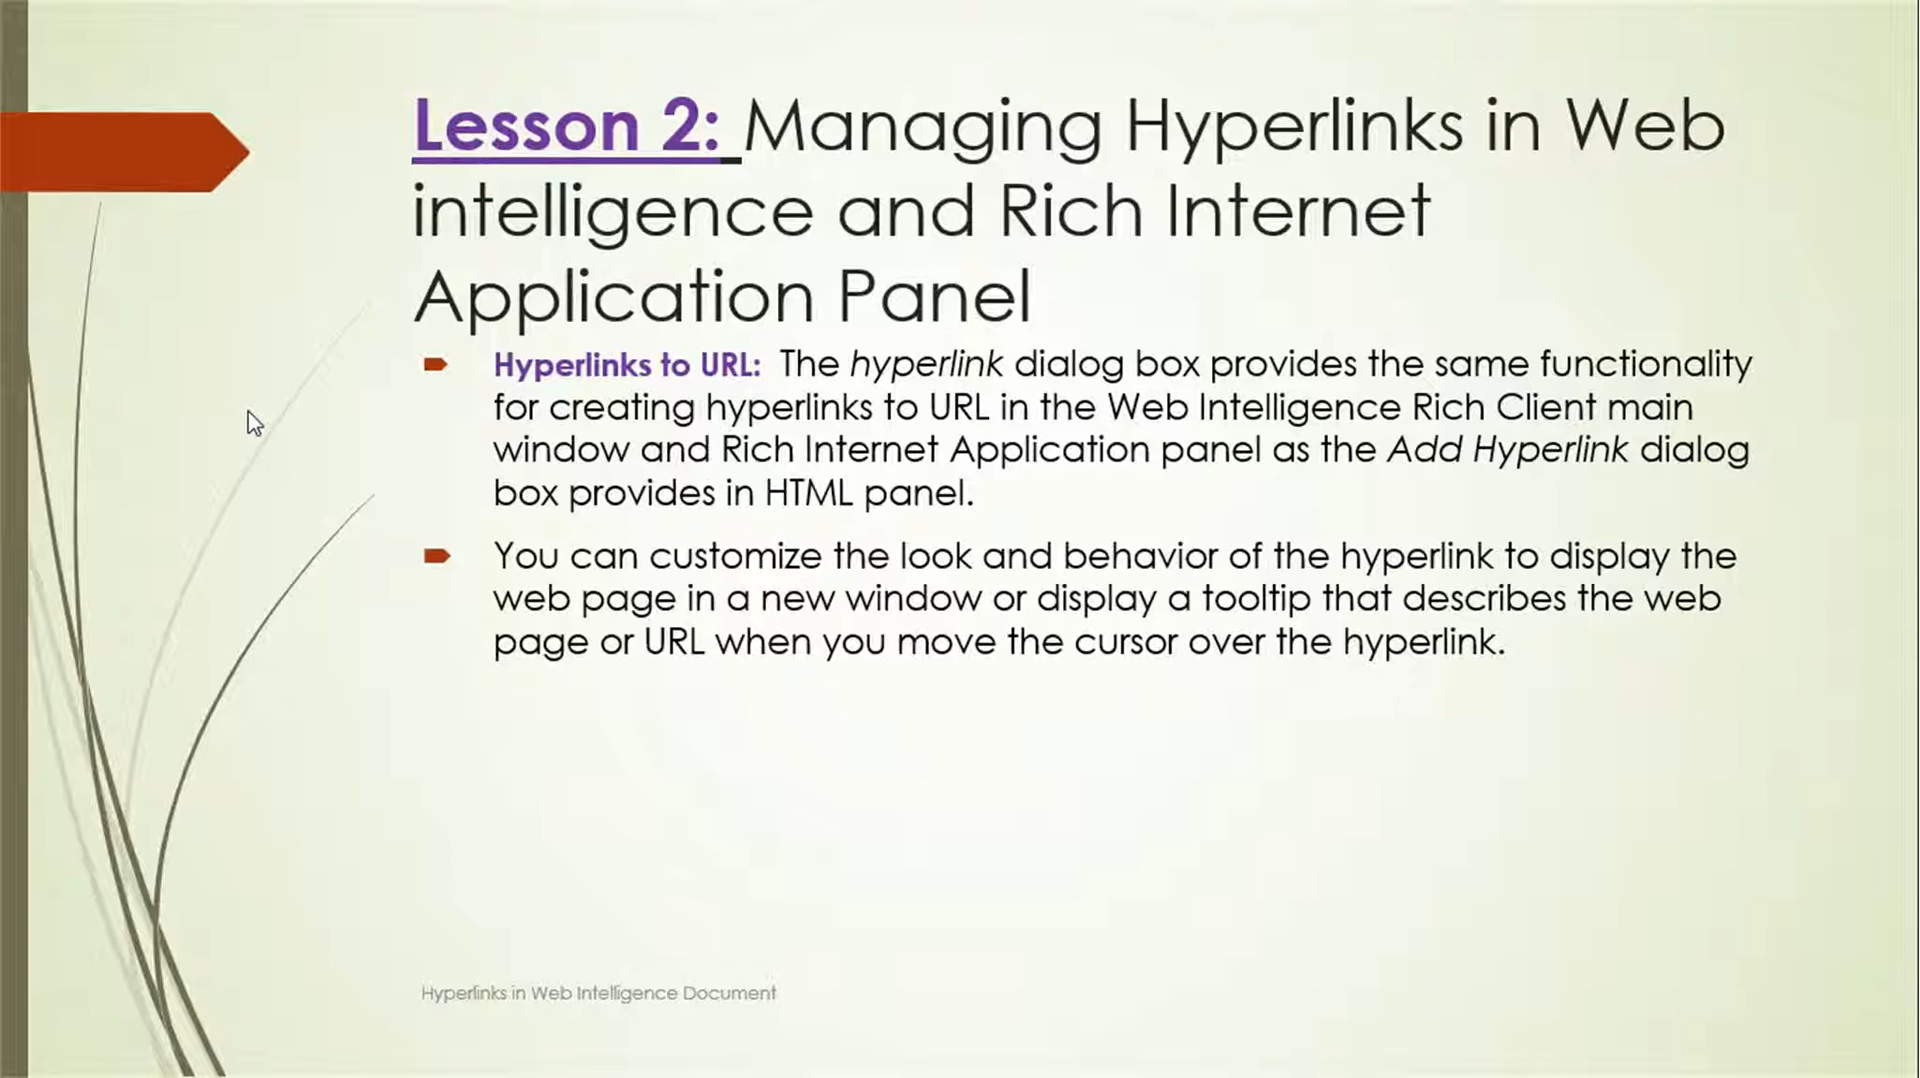 Lesson 2: Managing Hyperlinks in Web
intelligence and Rich Internet
Application Panel
Hyperlinks to URL: The hyperlink dialog box provides the same functionality
for creating hyperlinks to URL in the Web Intelligence Rich Client main
window and Rich Internet Application panel as the Add Hyperlink dialog
box provides in HTML panel.
You can customize the look and behavior of the hyperlink to display the
web page in a new window or display a tooltip that describes the web
page or URL when you move the cursor over the hyperlink.
Hyperlinks in Web Intelligence Document